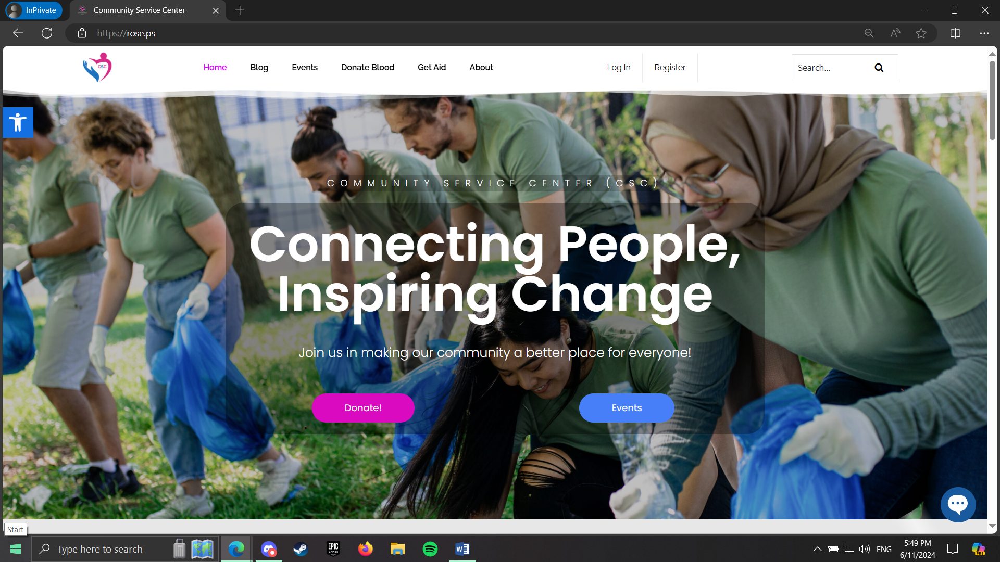 InPrivate
Community Service Center
https://rose.ps
CSC
Home
Blog
Events
Donate Blood
Get Aid
About
Log In
Register
Search...
COMMUNITY SERVICE CENTER (CSC)
Connecting People,
Inspiring Change
Join us in making our community a better place for everyone!
Donate!
Events
Start
Type here to search
EPIC
GAMES
W
ENG
5:49 PM
6/11/2024
PRE